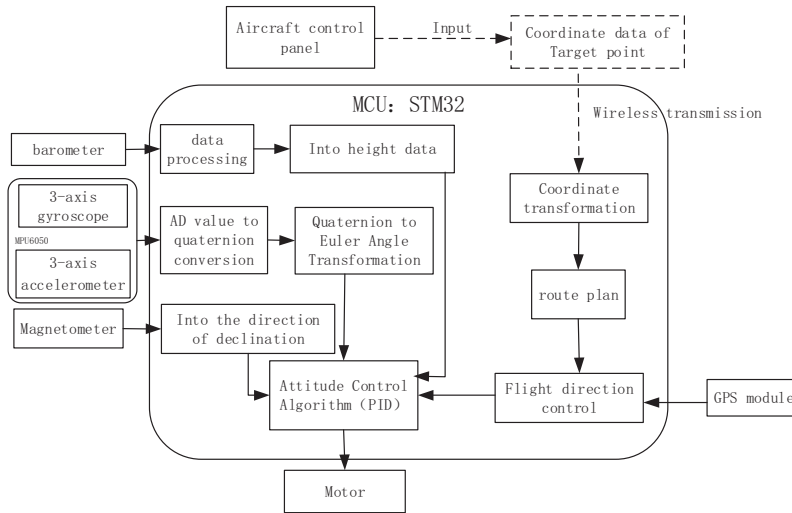 Aircraft control
panel
Input
Coordinate data of
Target point
MCU: STM32
Wireless transmission
barometer
data
processing
Into height data
3-axis
gyroscope
MPU6050
3-axis
accelerometer
AD value to
quaternion
conversion
Quaternion to
Euler Angle
Transformation
Coordinate
transformation
route plan
Magnetometer
Into the direction
of declination
Attitude Control
Algorithm (PID)
Flight direction
control
GPS module
Motor